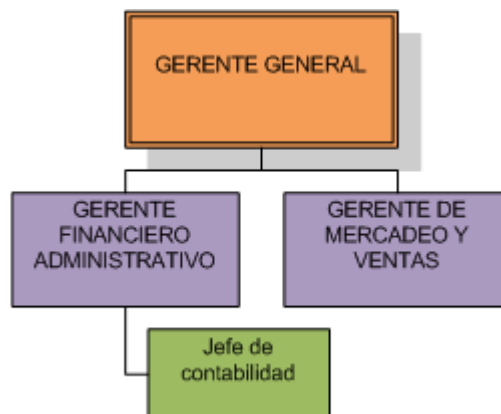 GERENTE GENERAL
GERENTE
FINANCIERO
ADMINISTRATIVO
GERENTE DE
MERCADEO Y
VENTAS
Jefe de
contabilidad